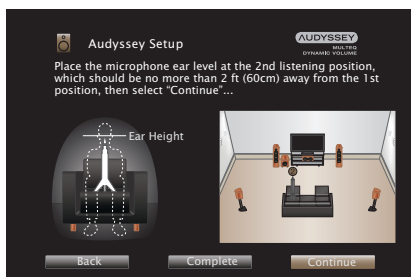 Audyssey Setup
AUDYSSEY
MULTEQ
DYNAMIC VOLUME
Place the microphone ear level at the 2nd listening position,
which should be no more than 2 ft (60cm) away from the 1st
position, then select “Continue”...
Ear Height
2
Back
Complete
Continue